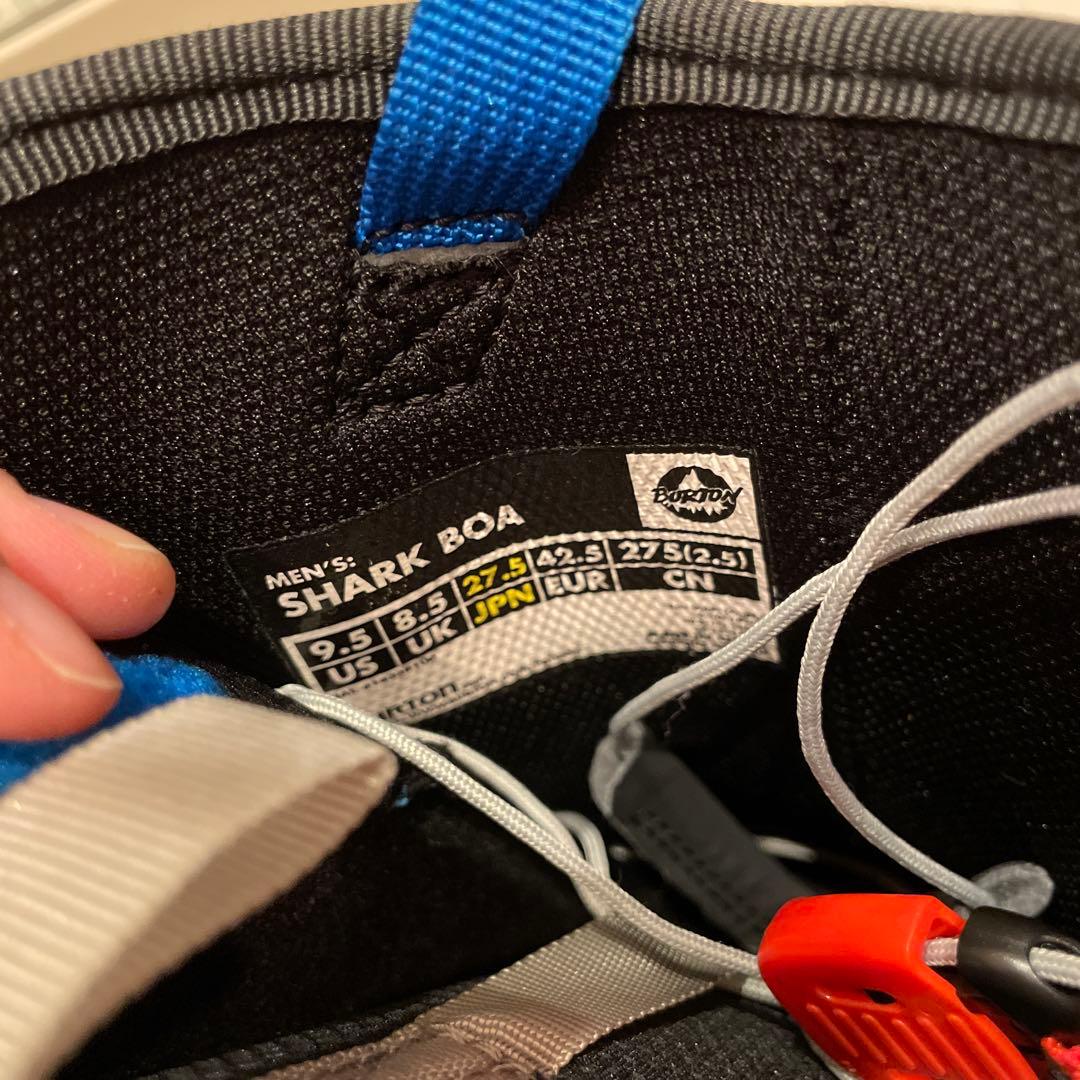 BURTON
MEN'S:
SHARK BOA
9.5 8.5 27.5 42.5 275(2.5)
US UK JPN EUR CN